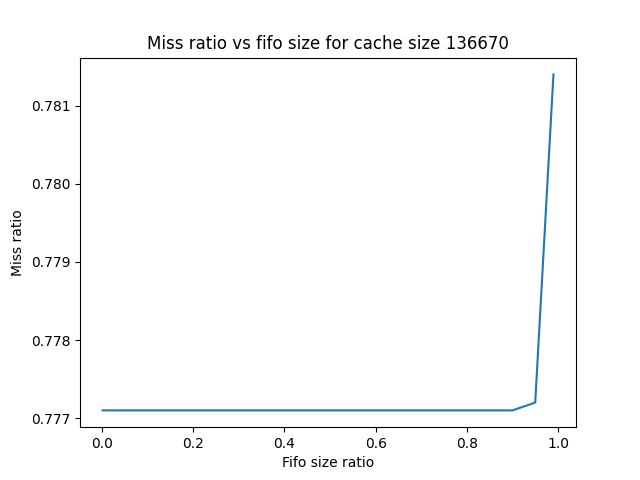 Miss ratio vs fifo size for cache size 136670
0.781
0.780
0.779
0.778
0.777
Miss ratio
0.0 0.2 0.4 0.6 0.8 1.0
Fifo size ratio